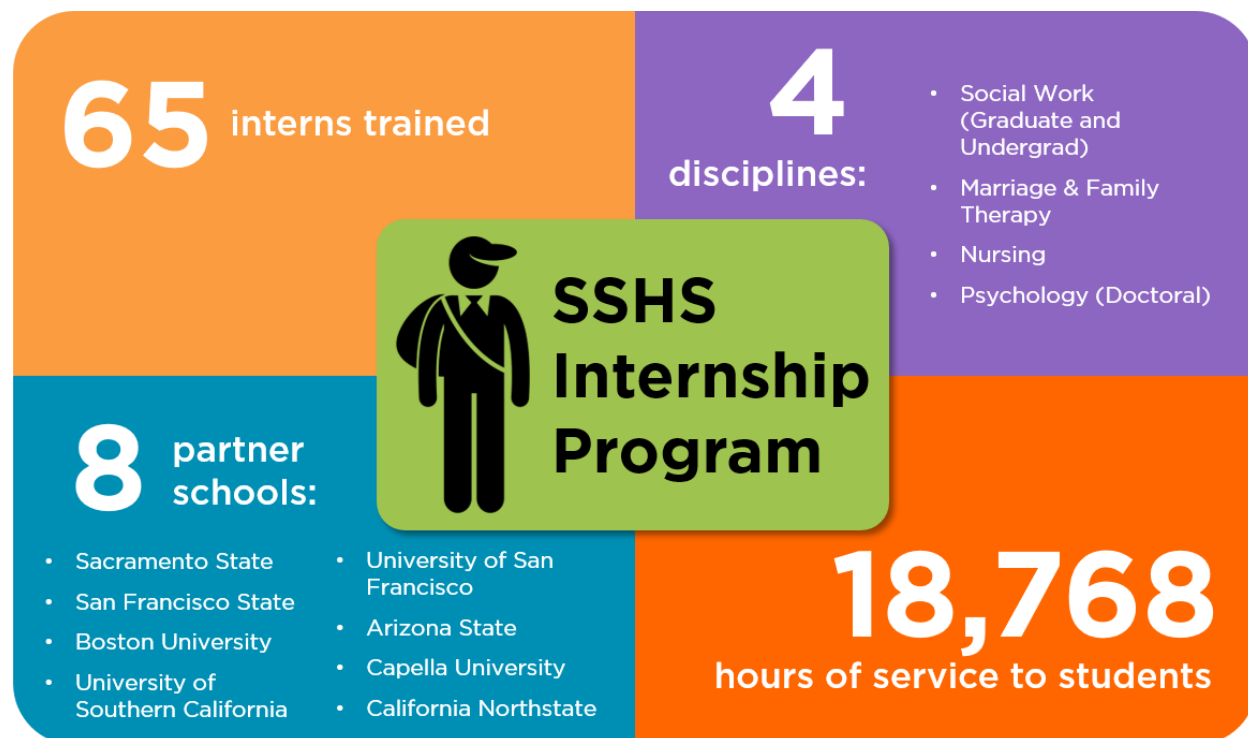 65 interns trained
4
disciplines:
• Social Work
(Graduate and
Undergrad)
• Marriage & Family
Therapy
• Nursing
• Psychology (Doctoral)
SSHS
Internship
Program
8 partner
schools:
• Sacramento State
• San Francisco State
• Boston University
• University of
Southern California
• University of San
Francisco
• Arizona State
• Capella University
• California Northstate
18,768
hours of service to students